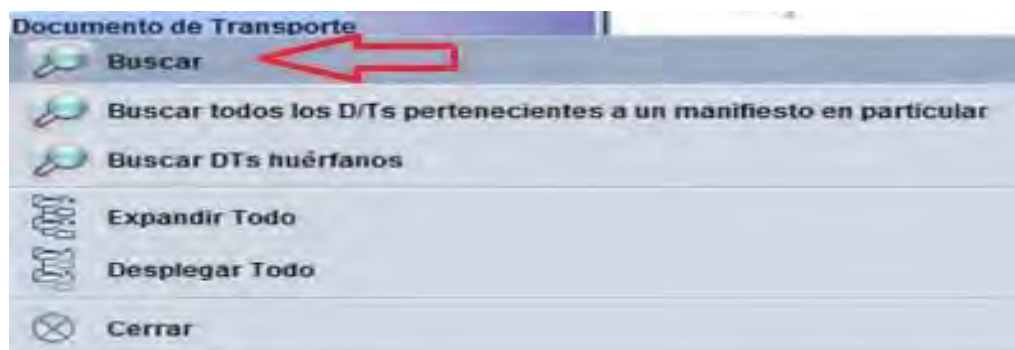 Documento de Transporte
Buscar
Buscar todos los D/Ts pertenecientes a un manifiesto en particular
Buscar DTs huérfanos
Expandir Todo
Desplegar Todo
Cerrar